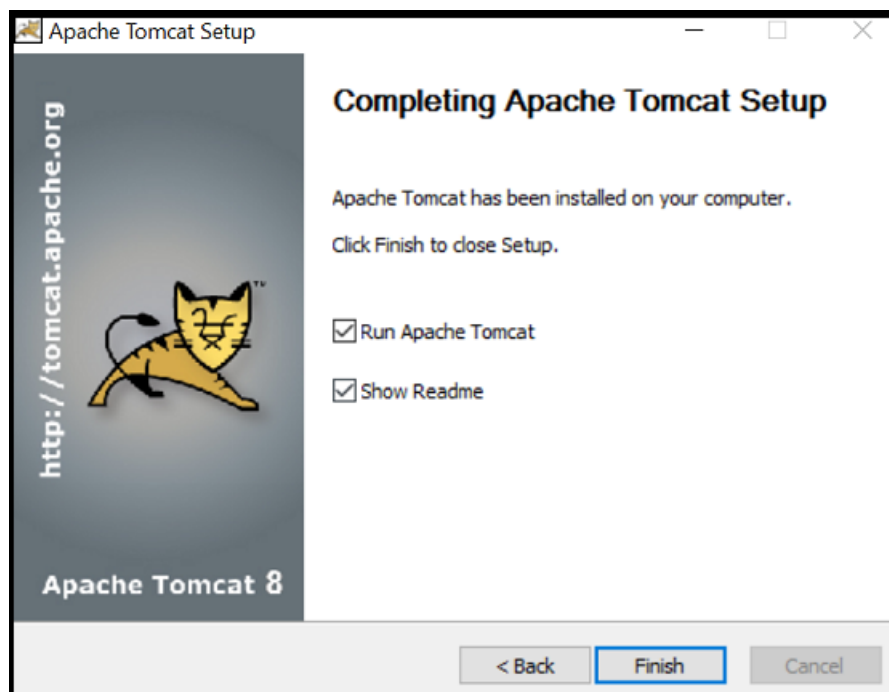 Apache Tomcat Setup
http://tomcat.apache.org
Apache Tomcat 8
Completing Apache Tomcat Setup
Apache Tomcat has been installed on your computer.
Click Finish to close Setup.
Run Apache Tomcat
Show Readme
< Back
Finish
Cancel
TM